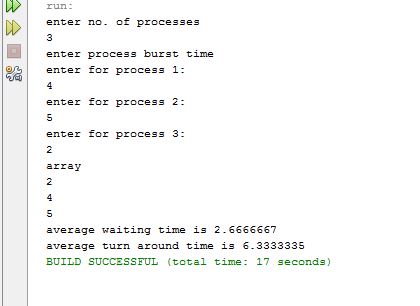 run:
enter no. of processes
3
enter process burst time
enter for process 1:
4
enter for process 2:
5
enter for process 3:
2
array
2
4
5
average waiting time is 2.6666667
average turn around time is 6.3333335
BUILD SUCCESSFUL (total time: 17 seconds)